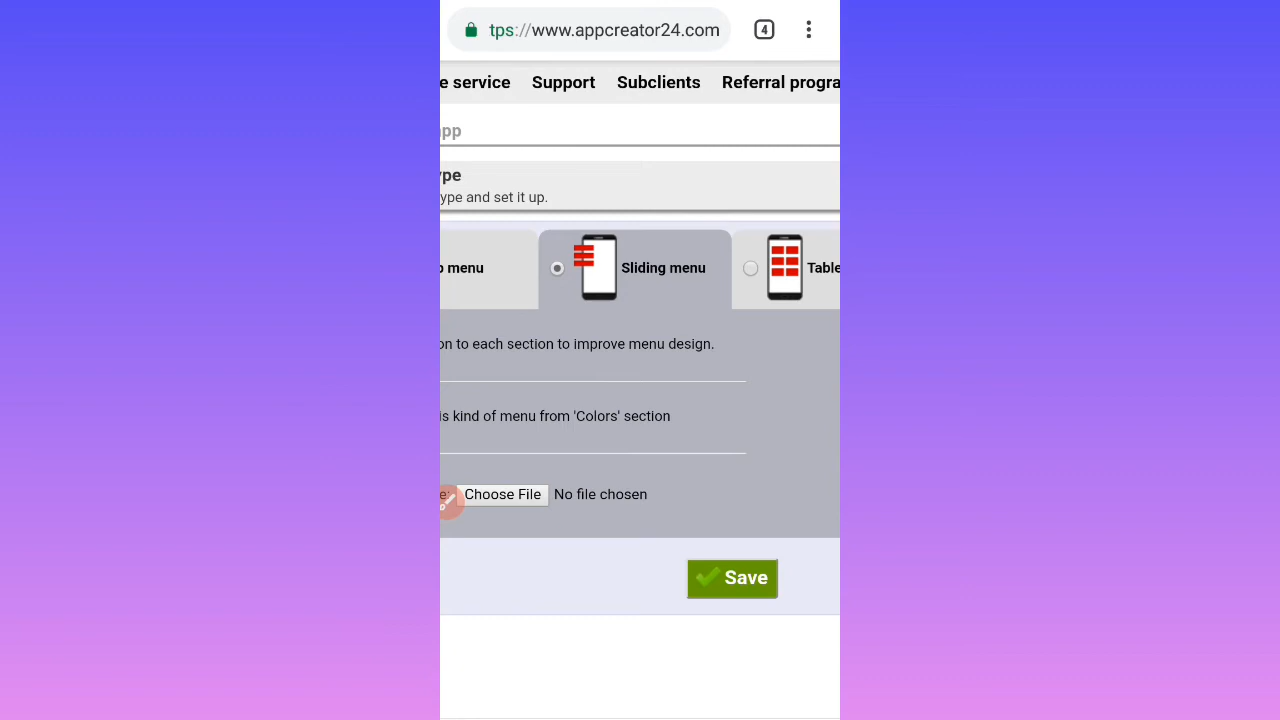 tps://www.appcreator24.com 4
e service Support Subclients Referral progra
app
ype
ype and set it up.
o menu Sliding menu Table
on to each section to improve menu design.
is kind of menu from 'Colors' section
e: Choose File No file chosen
Save